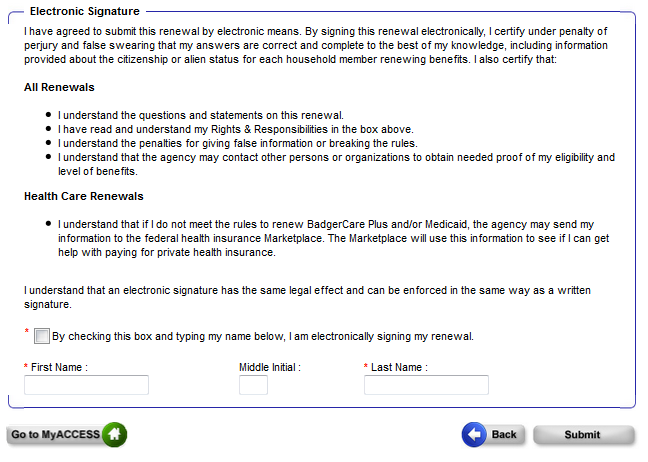 Electronic Signature
I have agreed to submit this renewal by electronic means. By signing this renewal electronically, I certify under penalty of
perjury and false swearing that my answers are correct and complete to the best of my knowledge, including information
provided about the citizenship or alien status for each household member renewing benefits. I also certify that:
All Renewals
• I understand the questions and statements on this renewal.
• I have read and understand my Rights & Responsibilities in the box above.
• I understand the penalties for giving false information or breaking the rules.
• I understand that the agency may contact other persons or organizations to obtain needed proof of my eligibility and
level of benefits.
Health Care Renewals
• I understand that if I do not meet the rules to renew BadgerCare Plus and/or Medicaid, the agency may send my
information to the federal health insurance Marketplace. The Marketplace will use this information to see if I can get
help with paying for private health insurance.
I understand that an electronic signature has the same legal effect and can be enforced in the same way as a written
signature.
* By checking this box and typing my name below, I am electronically signing my renewal.
* First Name : Middle Initial : * Last Name :
Go to MyACCESS Back Submit